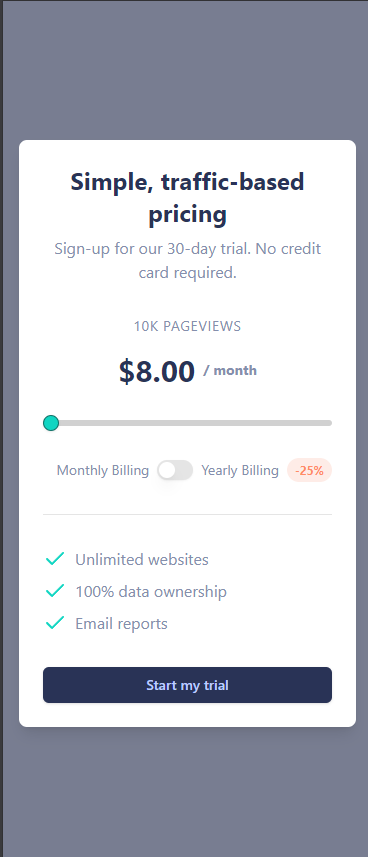 Simple, traffic-based
pricing
Sign-up for our 30-day trial. No credit
card required.
10K PAGEVIEWS
$8.00 / month
Monthly Billing Yearly Billing -25%
Unlimited websites
100% data ownership
Email reports
Start my trial